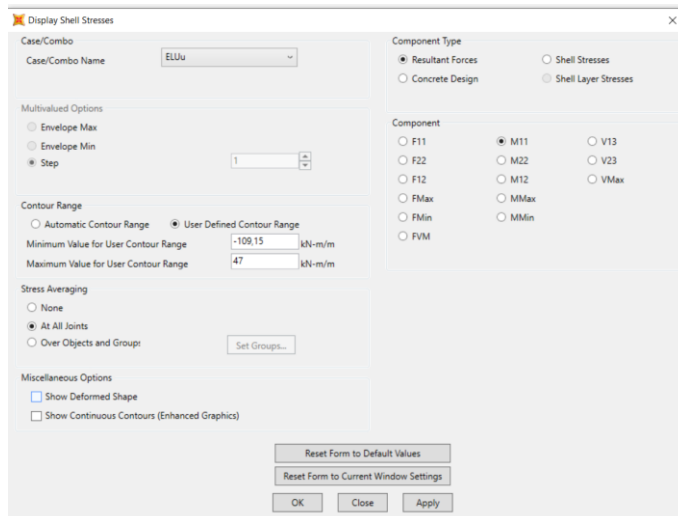 Display Shell Stresses
Case/Combo
Case/Combo Name
ELUu
Multivalued Options
Envelope Max
Envelope Min
Step
1
Contour Range
Automatic Contour Range
User Defined Contour Range
Minimum Value for User Contour Range
-109,15
kN-m/m
Maximum Value for User Contour Range
47
kN-m/m
Stress Averaging
None
At All Joints
Over Objects and Groups
Set Groups...
Miscellaneous Options
Show Deformed Shape
Show Continuous Contours (Enhanced Graphics)
Component Type
Resultant Forces
Shell Stresses
Concrete Design
Shell Layer Stresses
Component
F11
M11
V13
F22
M22
V23
F12
M12
VMax
FMax
MMax
FMin
MMin
FVM
Reset Form to Default Values
Reset Form to Current Window Settings
OK
Close
Apply